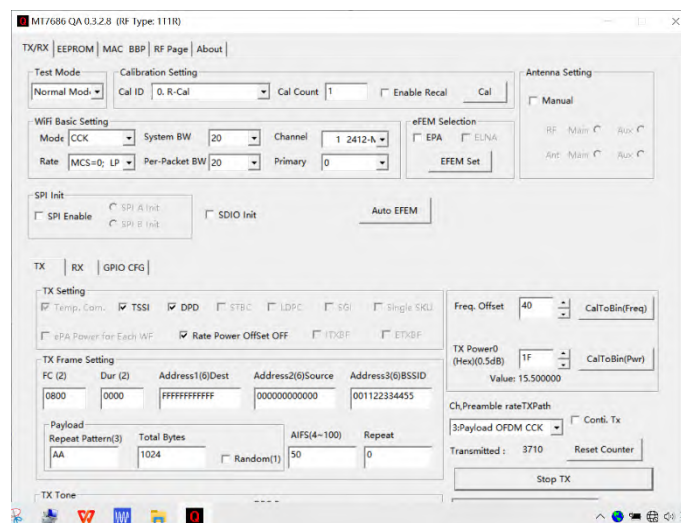 MT7686 QA 0.3.2.8 (RF Type: 1T1R)
TX/RX EEPROM MAC BBP RF Page About
Test Mode
Normal Mod
Calibration Setting
Cal ID 0. R-Cal Cal Count 1 Enable Recal Cal
Antenna Setting
Manual
RF Main Aux
Ant Main Aux
WiFi Basic Setting
Mode CCK System BW 20 Channel 1 2412-N
Rate MCS=0; LP Per-Packet BW 20 Primary 0
eFEM Selection
EPA ELNA
EFEM Set
SPI Init
SPI Enable
SPI A Init
SPI B Init
SDIO Init
Auto EFEM
TX RX GPIO CFG
TX Setting
Temp. Com. TSSI DPD STBC LDPC SGI Single SKU
ePA Power for Each WF Rate Power OffSet OFF ITXBF ETXBF
Freq. Offset 40 CalToBin(Freq)
TX Power0
(Hex)(0.5dB) 1F CalToBin(Pwr)
Value: 15.500000
TX Frame Setting
FC (2) Dur (2) Address1(6)Dest Address2(6)Source Address3(6)BSSID
0800 0000 FFFFFFFFFFFF 000000000000 001122334455
Payload
Repeat Pattern(3) Total Bytes
AA 1024 Random(1)
AIFS(4~100) Repeat
50 0
Ch,Preamble rateTXPath
3:Payload OFDM CCK Conti. Tx
Transmitted : 3710 Reset Counter
Stop TX
TX Tone